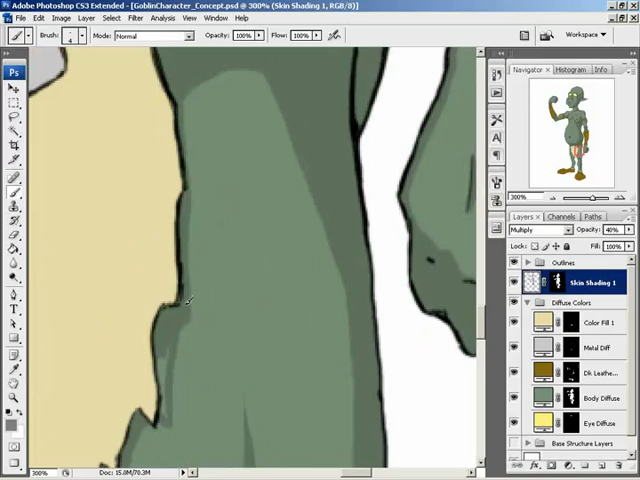 Adobe Photoshop CS3 Extended - [GoblinCharacter_Concept.psd @ 300% (Skin Shading 1, RGB/8)]
File Edit Image Layer Select Filter Analysis View Window Help
Brush: 4 Mode: Normal Opacity: 100% Flow: 100% Workspace
Ps
Navigator Histogram Info
300%
Layers Channels Paths
Multiply Opacity: 40%
Lock: Fill: 100%
Outlines
Skin Shading 1
Diffuse Colors
Color Fill 1
Metal Diff
Dk Leathe...
Body Diffuse
Eye Diffuse
Base Structure Layers
300% Doc: 15.8M/70.3M